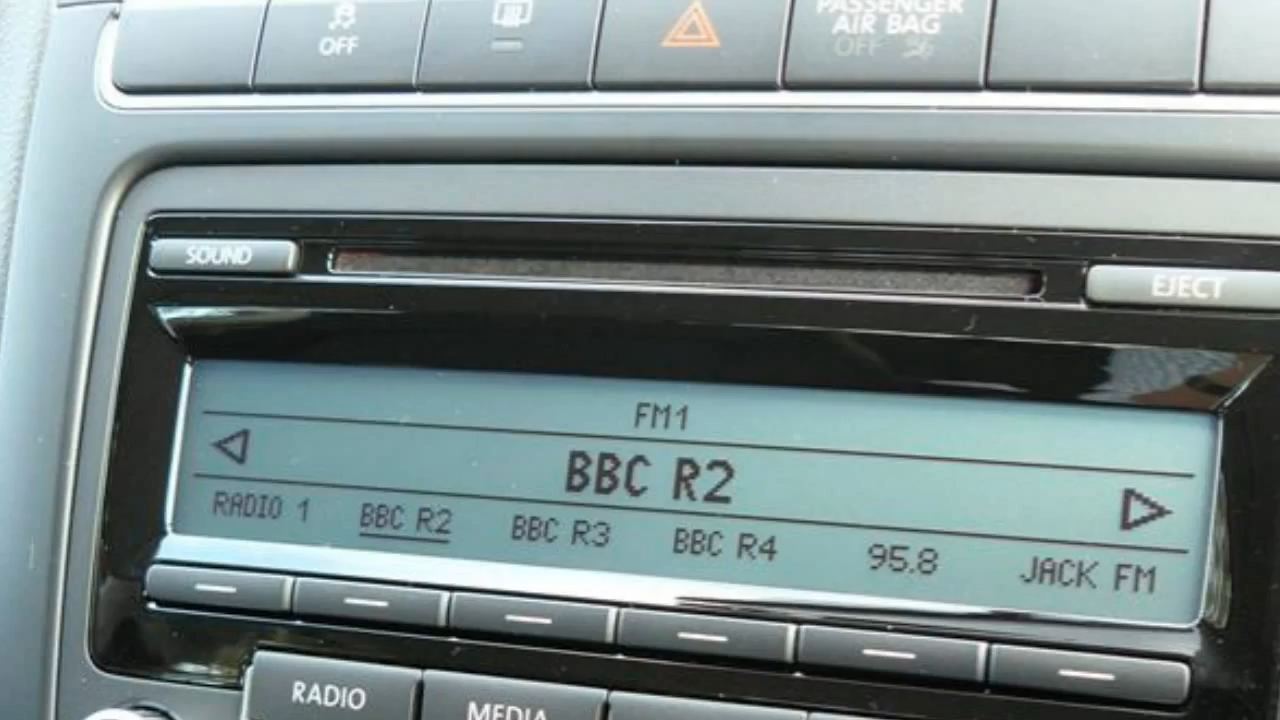 OFF
PASSENGER
AIR BAG
OFF
SOUND
EJECT
FM1
BBC R2
RADIO 1 BBC R2 BBC R3 BBC R4 95.8 JACK FM
RADIO MEDIA